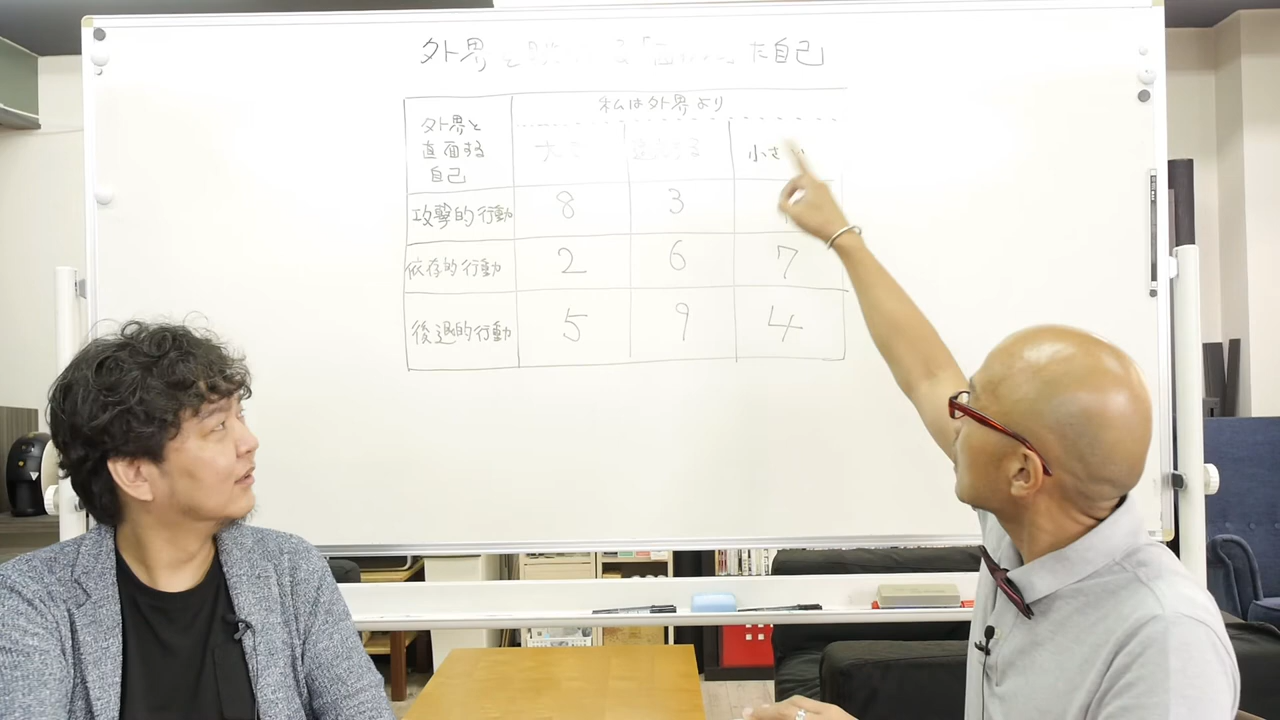 外界と た自己
私は外界より
外界と
直面する
自己
小さい
攻撃的行動 8 3
依存的行動 2 6 7
後退的行動 5 9 4